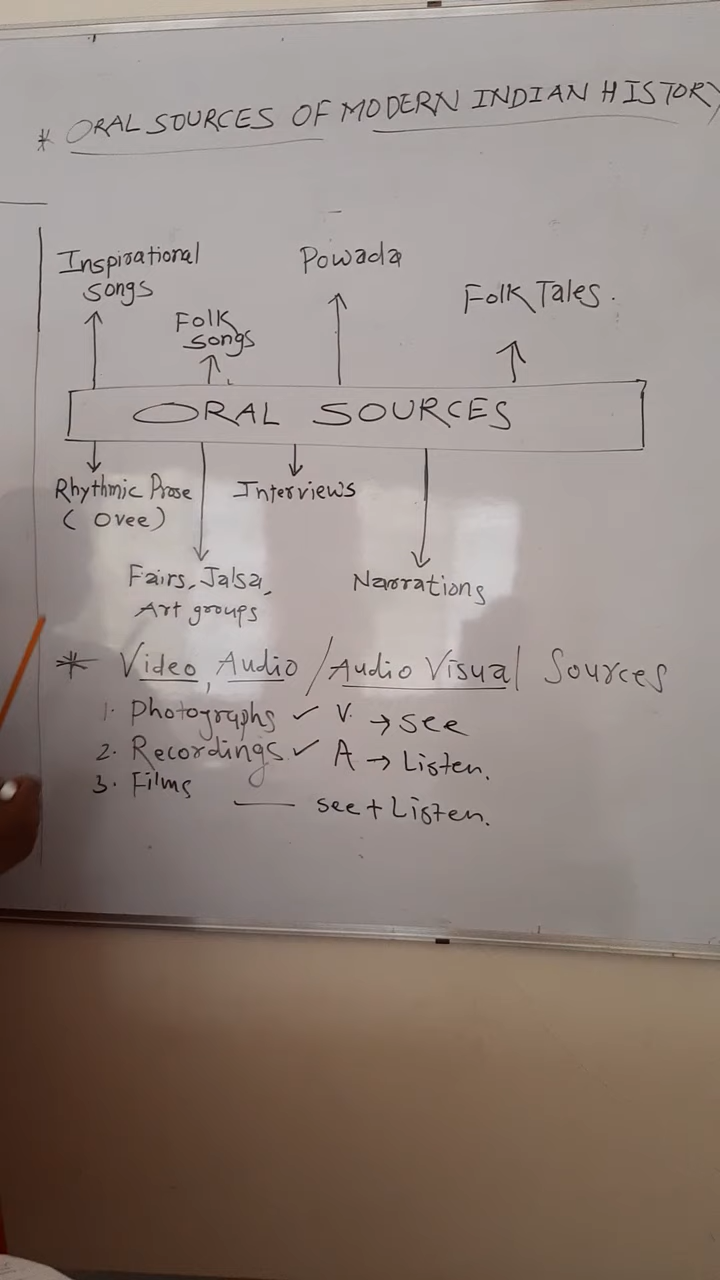 * ORAL SOURCES OF MODERN INDIAN HISTORY
Inspirational
songs
Folk
songs
Powada
Folk Tales.
ORAL SOURCES
Rhythmic Prose
(Ovee)
Interviews
Fairs, Jalsa,
Art groups
Narrations
* Video, Audio / Audio Visual Sources
1. Photographs ✓ V. → see
2. Recordings ✓ A → Listen.
3. Films — see + Listen.